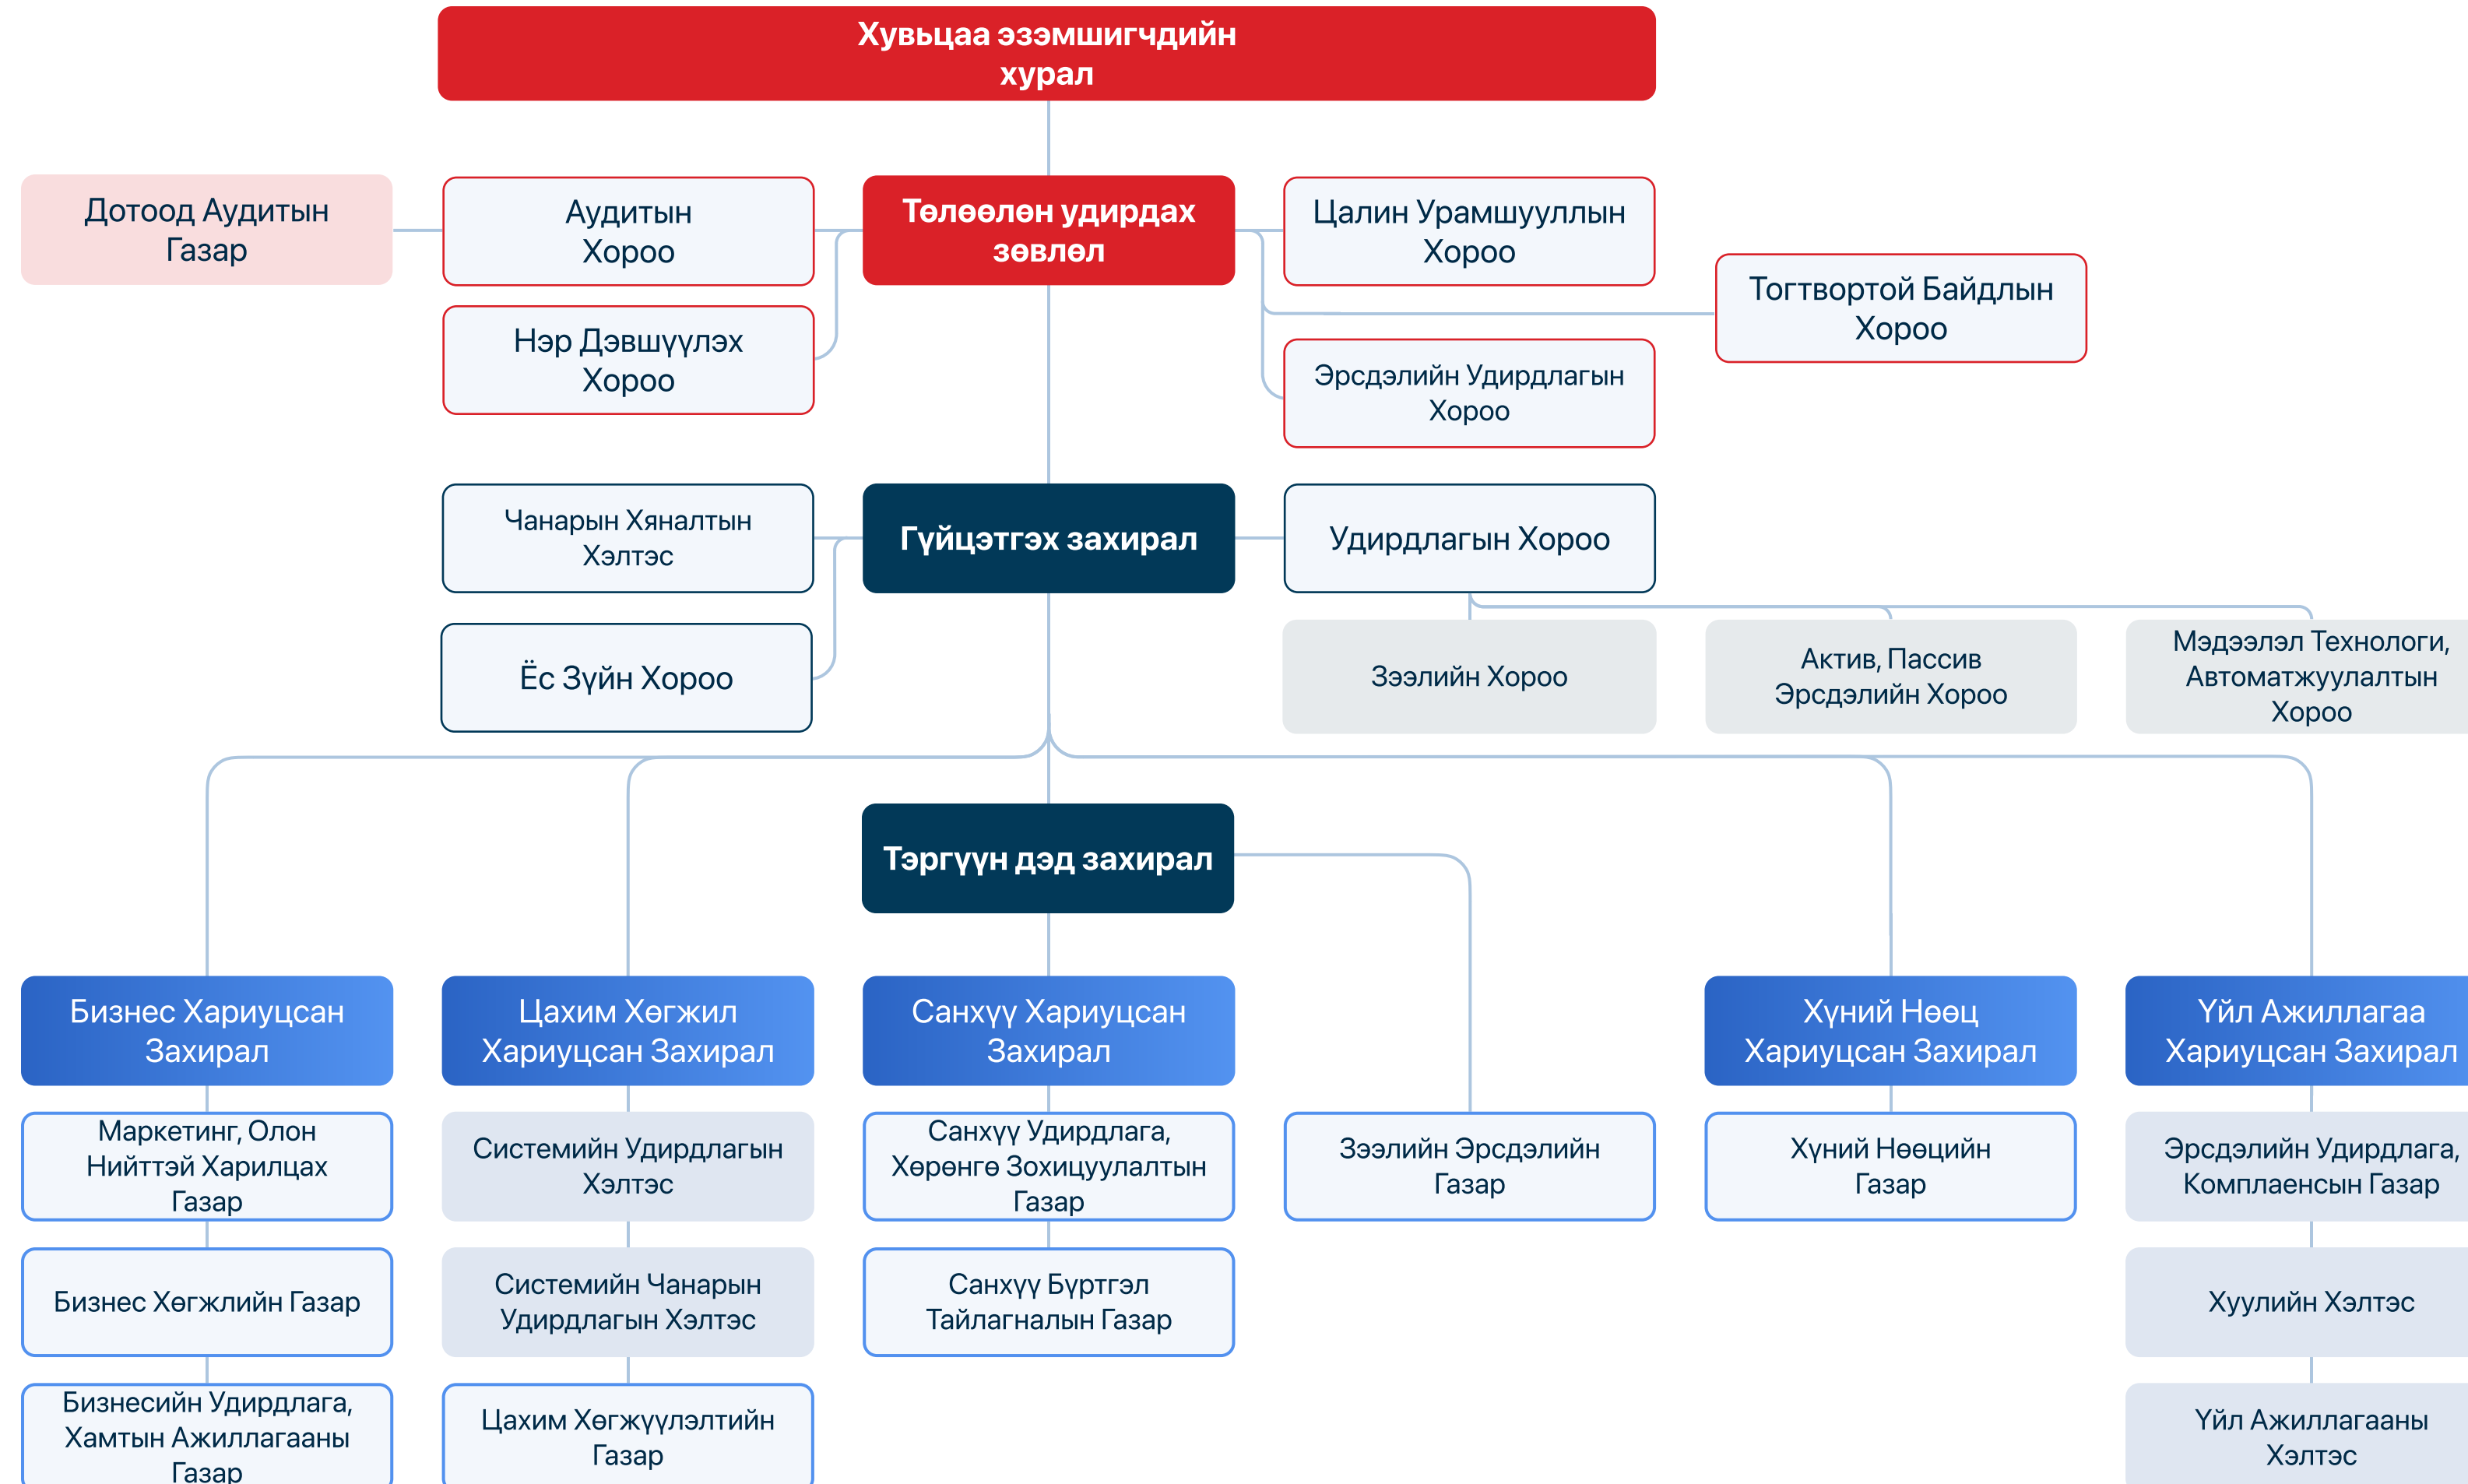 Хувьцаа эзэмшигчдийн
хурал
Дотоод Аудитын
Газар
Аудитын
Хороо
Төлөөлөн удирдах
зөвлөл
Цалин Урамшууллын
Хороо
Тогтвортой Байдлын
Хороо
Нэр Дэвшүүлэх
Хороо
Эрсдэлийн Удирдлагын
Хороо
Чанарын Хяналтын
Хэлтэс
Гүйцэтгэх захирал
Удирдлагын Хороо
Ёс Зүйн Хороо
Зээлийн Хороо
Актив, Пассив
Эрсдэлийн Хороо
Мэдээлэл Технологи,
Автоматжуулалтын
Хороо
Тэргүүн дэд захирал
Бизнес Хариуцсан
Захирал
Цахим Хөгжил
Хариуцсан Захирал
Санхүү Хариуцсан
Захирал
Хүний Нөөц
Хариуцсан Захирал
Үйл Ажиллагаа
Хариуцсан Захирал
Маркетинг, Олон
Нийттэй Харилцах
Газар
Системийн Удирдлагын
Хэлтэс
Санхүү Удирдлага,
Хөрөнгө Зохицуулалтын
Газар
Зээлийн Эрсдэлийн
Газар
Хүний Нөөцийн
Газар
Эрсдэлийн Удирдлага,
Комплаенсын Газар
Бизнес Хөгжлийн Газар
Системийн Чанарын
Удирдлагын Хэлтэс
Санхүү Бүртгэл
Тайлагналын Газар
Хуулийн Хэлтэс
Бизнесийн Удирдлага,
Хамтын Ажиллагааны
Газар
Цахим Хөгжүүлэлтийн
Газар
Үйл Ажиллагааны
Хэлтэс